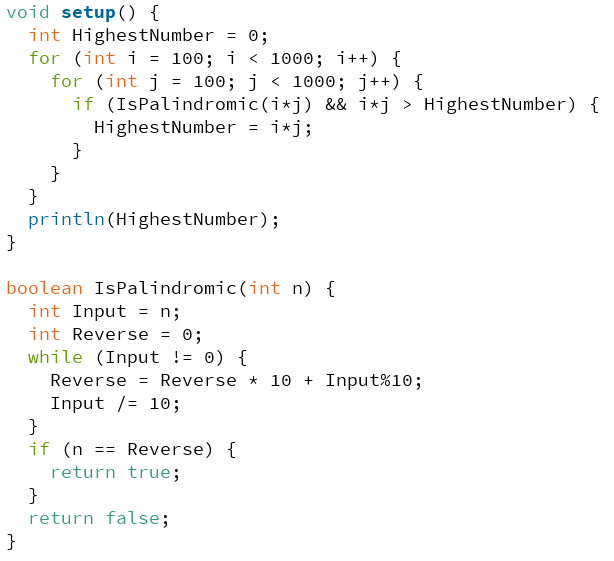 void setup() {
  int HighestNumber = 0;
  for (int i = 100; i < 1000; i++) {
    for (int j = 100; j < 1000; j++) {
      if (IsPalindromic(i*j) && i*j > HighestNumber) {
        HighestNumber = i*j;
      }
    }
  }
  println(HighestNumber);
}

boolean IsPalindromic(int n) {
  int Input = n;
  int Reverse = 0;
  while (Input != 0) {
    Reverse = Reverse * 10 + Input%10;
    Input /= 10;
  }
  if (n == Reverse) {
    return true;
  }
  return false;
}